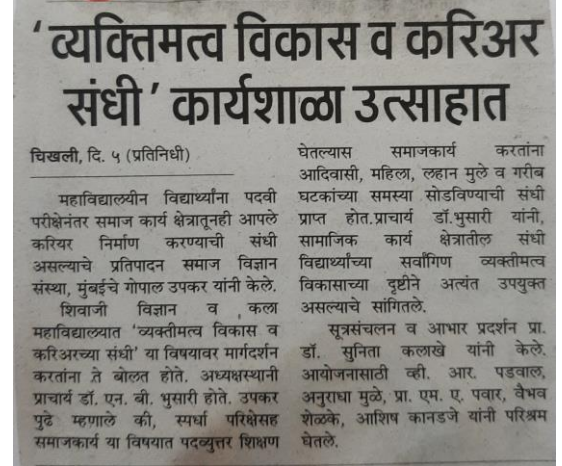 'व्यक्तिमत्व विकास व करिअर
संधी' कार्यशाळा उत्साहात
चिखली, दि. ५ (प्रतिनिधी)
महाविद्यालयीन विद्यार्थ्यांना पदवी
परीक्षेनंतर समाज कार्य क्षेत्रातूनही आपले
करियर निर्माण करण्याची संधी
असल्याचे प्रतिपादन समाज विज्ञान
संस्था, मुंबईचे गोपाल उपकर यांनी केले.
शिवाजी विज्ञान व कला
महाविद्यालयात 'व्यक्तीमत्व विकास व
करिअरच्या संधी' या विषयावर मार्गदर्शन
करतांना ते बोलत होते. अध्यक्षस्थानी
प्राचार्य डॉ. एन. बी. भुसारी होते. उपकर
पुढे म्हणाले की, स्पर्धा परिक्षेसह
समाजकार्य या विषयात पदव्युत्तर शिक्षण
घेतल्यास समाजकार्य करतांना
आदिवासी, महिला, लहान मुले व गरीब
घटकांच्या समस्या सोडविण्याची संधी
प्राप्त होत.प्राचार्य डॉ.भुसारी यांनी,
सामाजिक कार्य क्षेत्रातील संधी
विद्यार्थ्यांच्या सर्वांगिण व्यक्तीमत्व
विकासाच्या दृष्टीने अत्यंत उपयुक्त
असल्याचे सांगितले.
सूत्रसंचलन व आभार प्रदर्शन प्रा.
डॉ. सुनिता कलाखे यांनी केले.
आयोजनासाठी व्ही. आर. पडवाल,
अनुराधा मुळे, प्रा. एम. ए. पवार, वैभव
शेळके, आशिष कानडजे यांनी परिश्रम
घेतले.